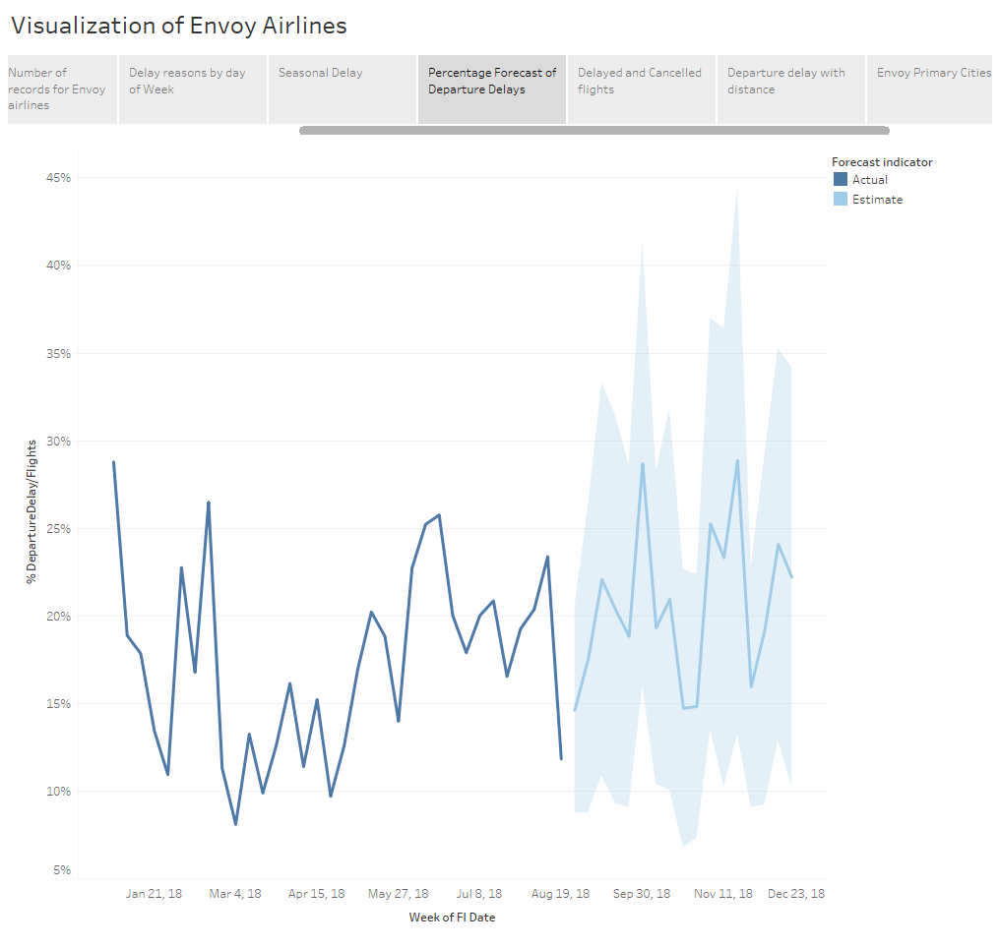 Visualization of Envoy Airlines
Number of
records for Envoy
airlines
Delay reasons by day
of Week
Seasonal Delay
Percentage Forecast of
Departure Delays
Delayed and Cancelled
flights
Departure delay with
distance
Envoy Primary Cities
Forecast indicator
Actual
Estimate
45%
40%
35%
30%
25%
20%
15%
10%
5%
% DepartureDelay/Flights
Jan 21, 18
Mar 4, 18
Apr 15, 18
May 27, 18
Jul 8, 18
Aug 19, 18
Sep 30, 18
Nov 11, 18
Dec 23, 18
Week of Fl Date